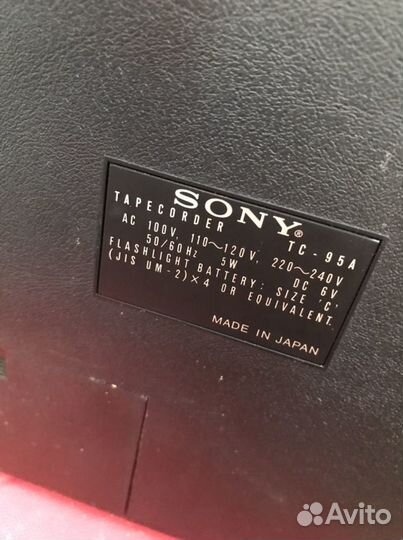 SONY®
TAPECORDER TC-95A
AC 100V, 110~120V, 220~240V
50/60Hz 5W DC 6V
FLASHLIGHT BATTERY: SIZE 'C'
(JIS UM-2)×4 OR EQUIVALENT
MADE IN JAPAN
Avito